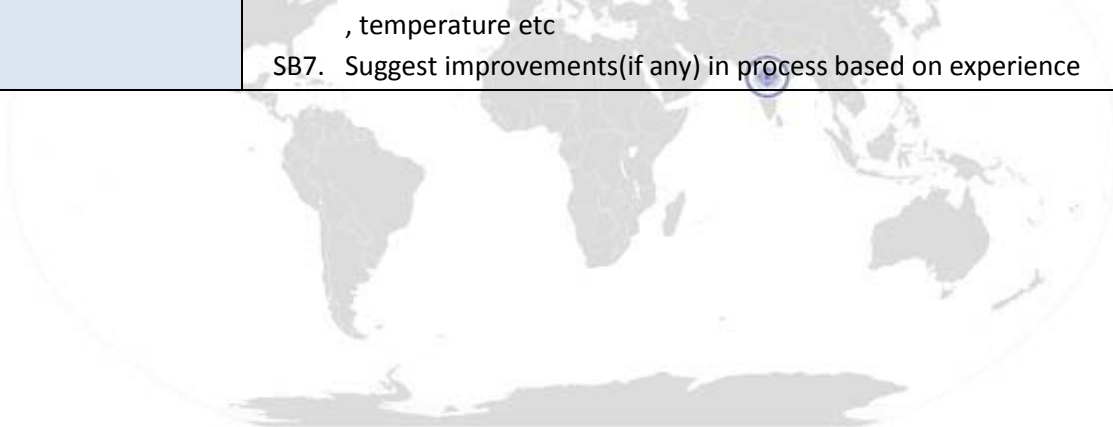 , temperature etc
SB7. Suggest improvements(if any) in process based on experience